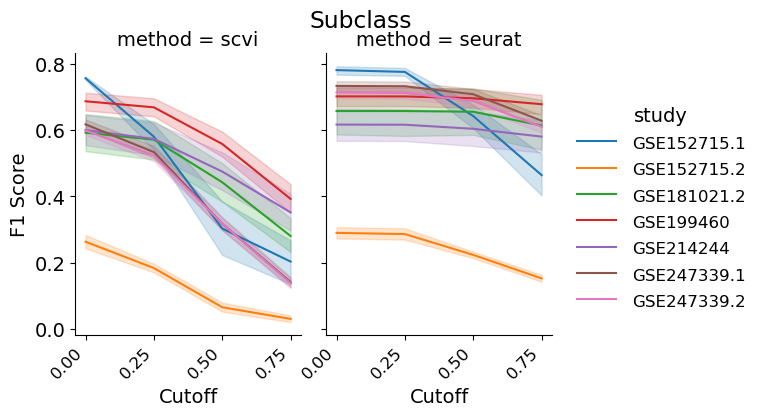 Subclass
method = scvi
method = seurat
F1 Score
0.8
0.6
0.4
0.2
0.0
0.00
0.25
0.50
0.75
Cutoff
0.00
0.25
0.50
0.75
Cutoff
study
GSE152715.1
GSE152715.2
GSE181021.2
GSE199460
GSE214244
GSE247339.1
GSE247339.2